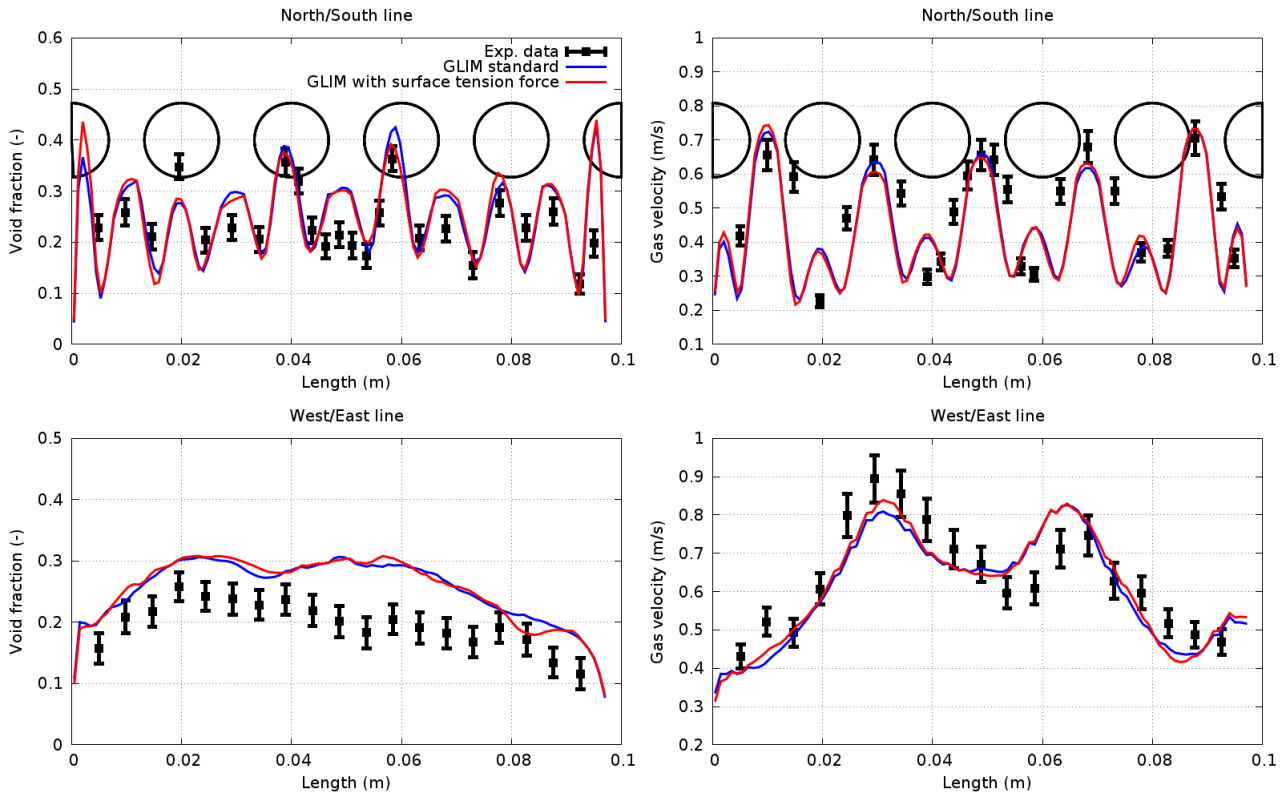 North/South line
Void fraction (-)
0.6
0.5
0.4
0.3
0.2
0.1
0
Exp. data
GLIM standard
GLIM with surface tension force
0 0.02 0.04 0.06 0.08 0.1
Length (m)
North/South line
Gas velocity (m/s)
1
0.9
0.8
0.7
0.6
0.5
0.4
0.3
0.2
0.1
0 0.02 0.04 0.06 0.08 0.1
Length (m)
West/East line
Void fraction (-)
0.5
0.4
0.3
0.2
0.1
0
0 0.02 0.04 0.06 0.08 0.1
Length (m)
West/East line
Gas velocity (m/s)
1
0.9
0.8
0.7
0.6
0.5
0.4
0.3
0.2
0 0.02 0.04 0.06 0.08 0.1
Length (m)